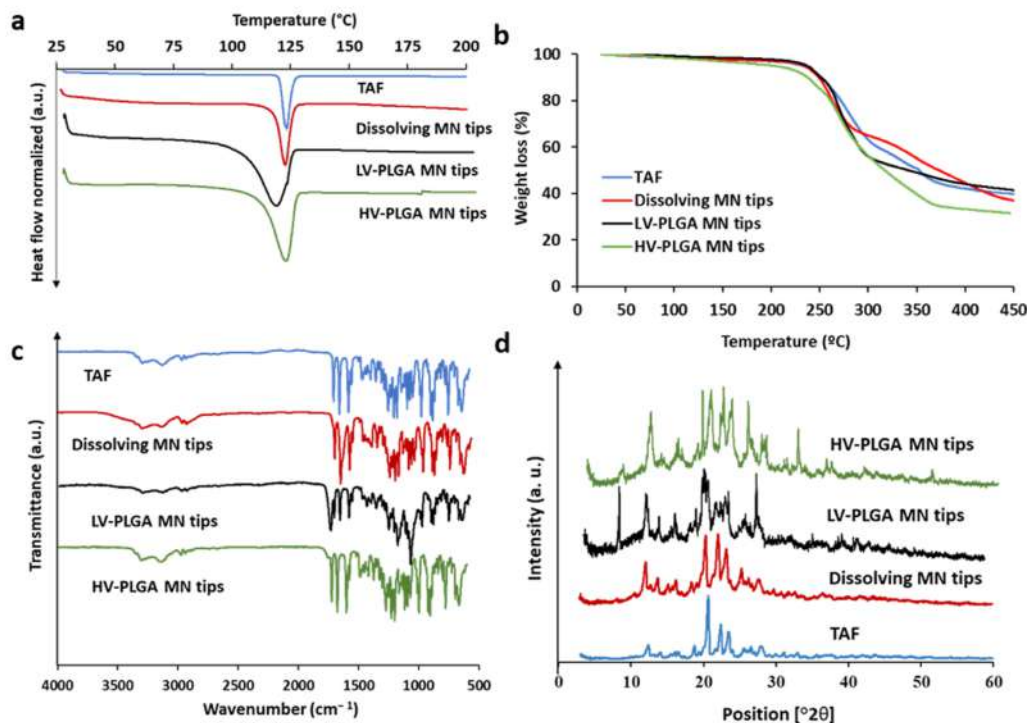 a
Temperature (°C)
25 50 75 100 125 150 175 200
Heat flow normalized (a.u.)
TAF
Dissolving MN tips
LV-PLGA MN tips
HV-PLGA MN tips
b
Weight loss (%)
100
80
60
40
20
0
TAF
Dissolving MN tips
LV-PLGA MN tips
HV-PLGA MN tips
0 50 100 150 200 250 300 350 400 450
Temperature (ºC)
c
Transmittance (a.u.)
TAF
Dissolving MN tips
LV-PLGA MN tips
HV-PLGA MN tips
4000 3500 3000 2500 2000 1500 1000 500
Wavenumber (cm⁻¹)
d
Intensity (a. u.)
HV-PLGA MN tips
LV-PLGA MN tips
Dissolving MN tips
TAF
0 10 20 30 40 50 60
Position [°2θ]